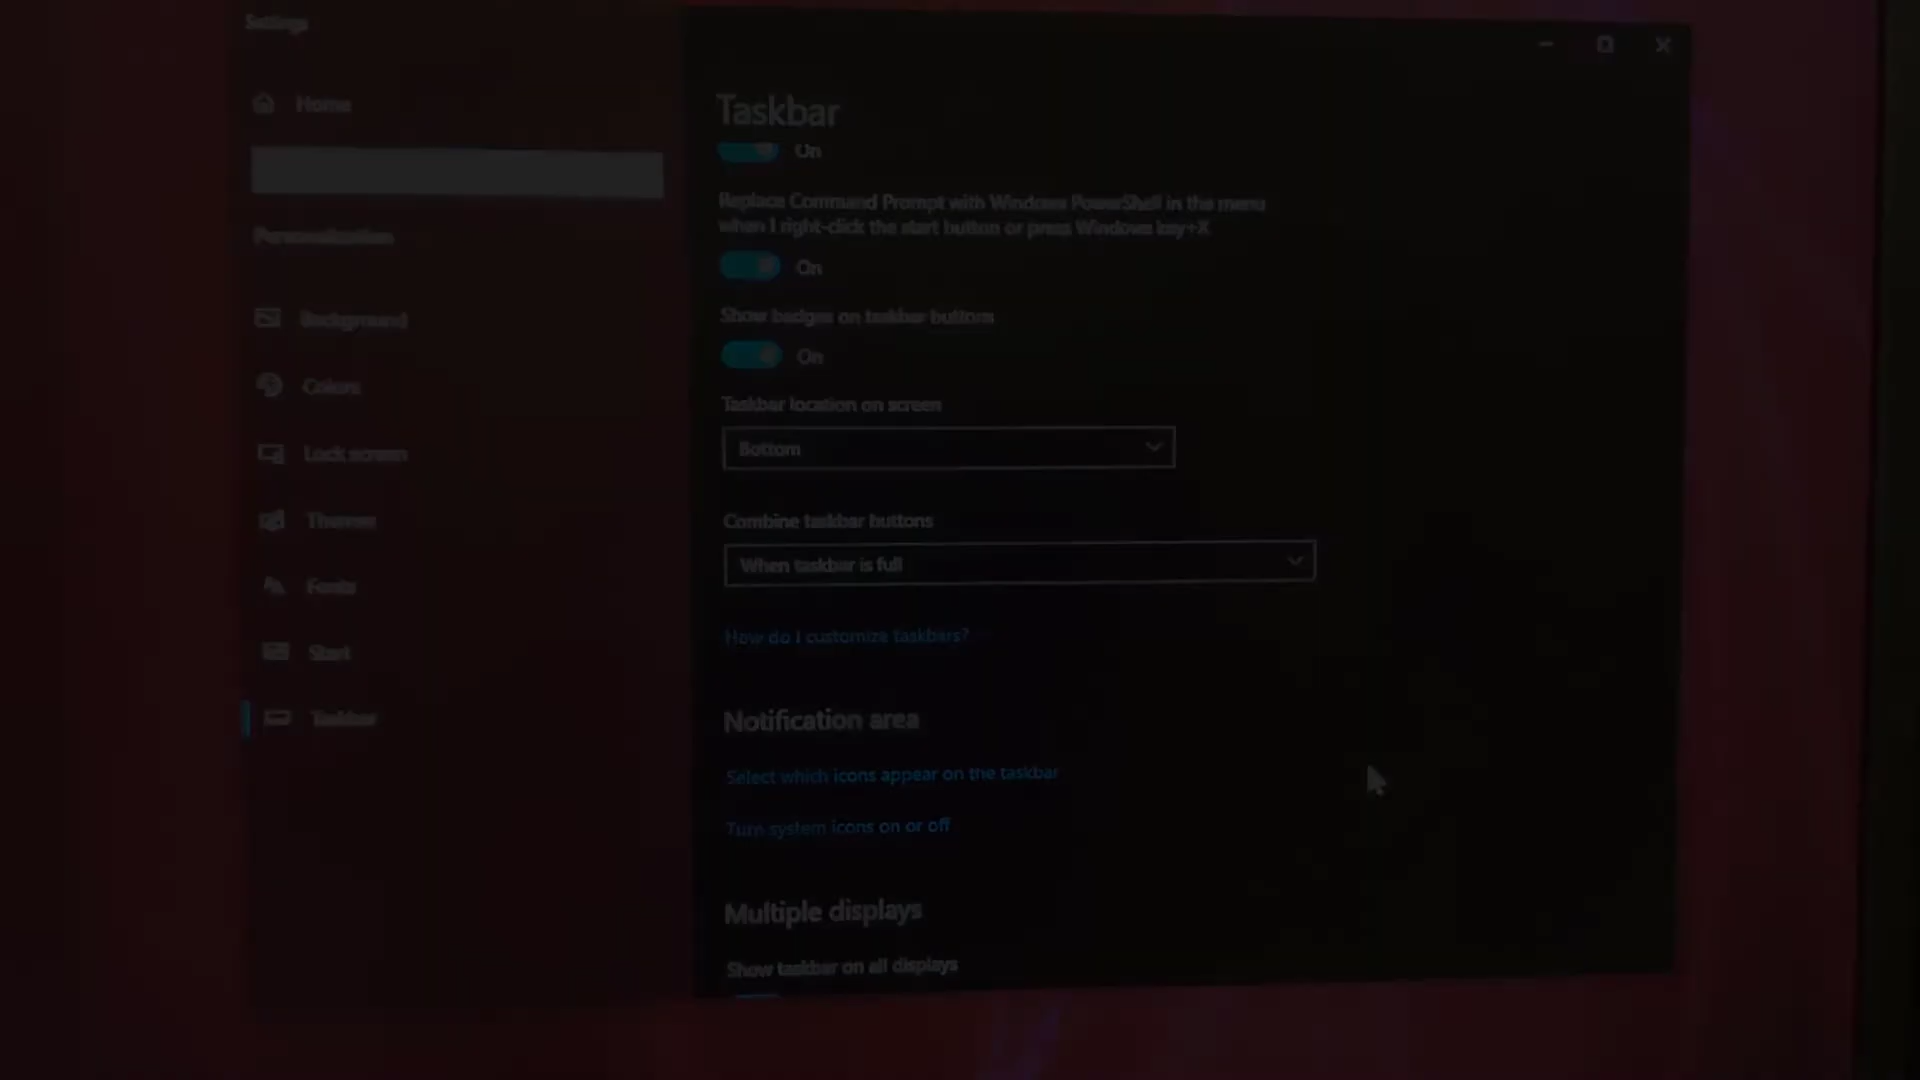 Settings
Home
Personalization
Background
Colors
Lock screen
Themes
Fonts
Start
Taskbar
Taskbar
On
Replace Command Prompt with Windows PowerShell in the menu
when I right-click the start button or press Windows key+X
On
Show badges on taskbar buttons
On
Taskbar location on screen
Bottom
Combine taskbar buttons
When taskbar is full
How do I customize taskbars?
Notification area
Select which icons appear on the taskbar
Turn system icons on or off
Multiple displays
Show taskbar on all displays